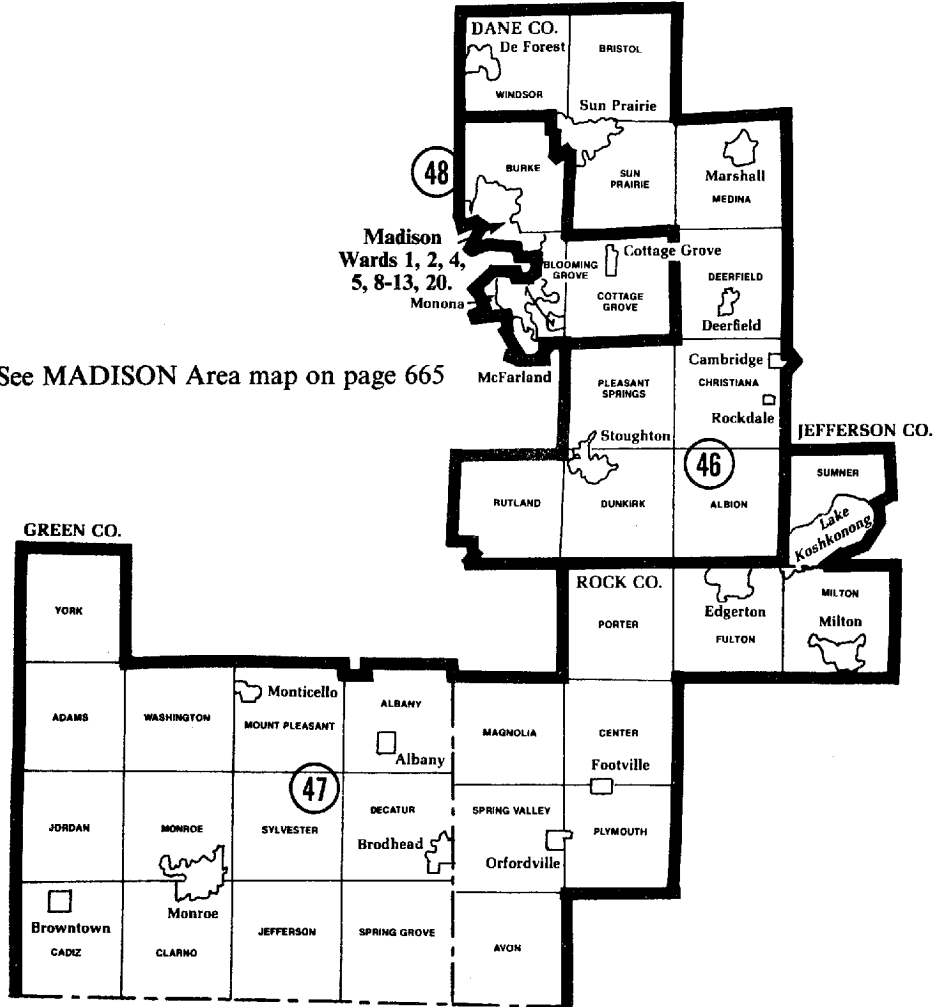 DANE CO.
De Forest
BRISTOL
WINDSOR
Sun Prairie
48
BURKE
SUN
PRAIRIE
Marshall
MEDINA
Madison
Wards 1, 2, 4,
5, 8-13, 20.
Monona
BLOOMING
GROVE
Cottage Grove
COTTAGE
GROVE
DEERFIELD
Deerfield
See MADISON Area map on page 665
McFarland
Cambridge
PLEASANT
SPRINGS
CHRISTIANA
Rockdale
JEFFERSON CO.
Stoughton
46
SUMNER
RUTLAND
DUNKIRK
ALBION
Lake
Koshkonong
GREEN CO.
ROCK CO.
YORK
PORTER
Edgerton
FULTON
MILTON
Milton
ADAMS
WASHINGTON
Monticello
MOUNT PLEASANT
ALBANY
Albany
MAGNOLIA
CENTER
Footville
47
JORDAN
MONROE
SYLVESTER
DECATUR
Brodhead
SPRING VALLEY
Orfordville
PLYMOUTH
Monroe
Browntown
CADIZ
CLARNO
JEFFERSON
SPRING GROVE
AVON